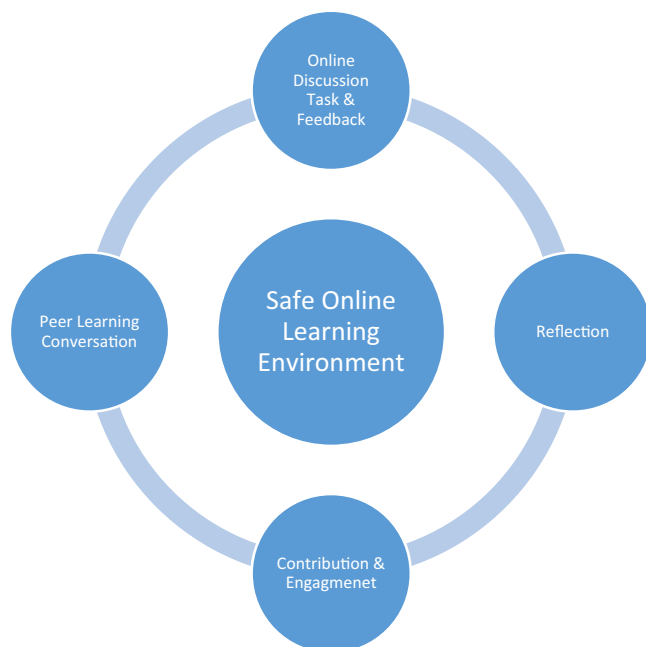 Online
Discussion
Task &
Feedback
Peer Learning
Conversation
Safe Online
Learning
Environment
Reflection
Contribution &
Engagmenet